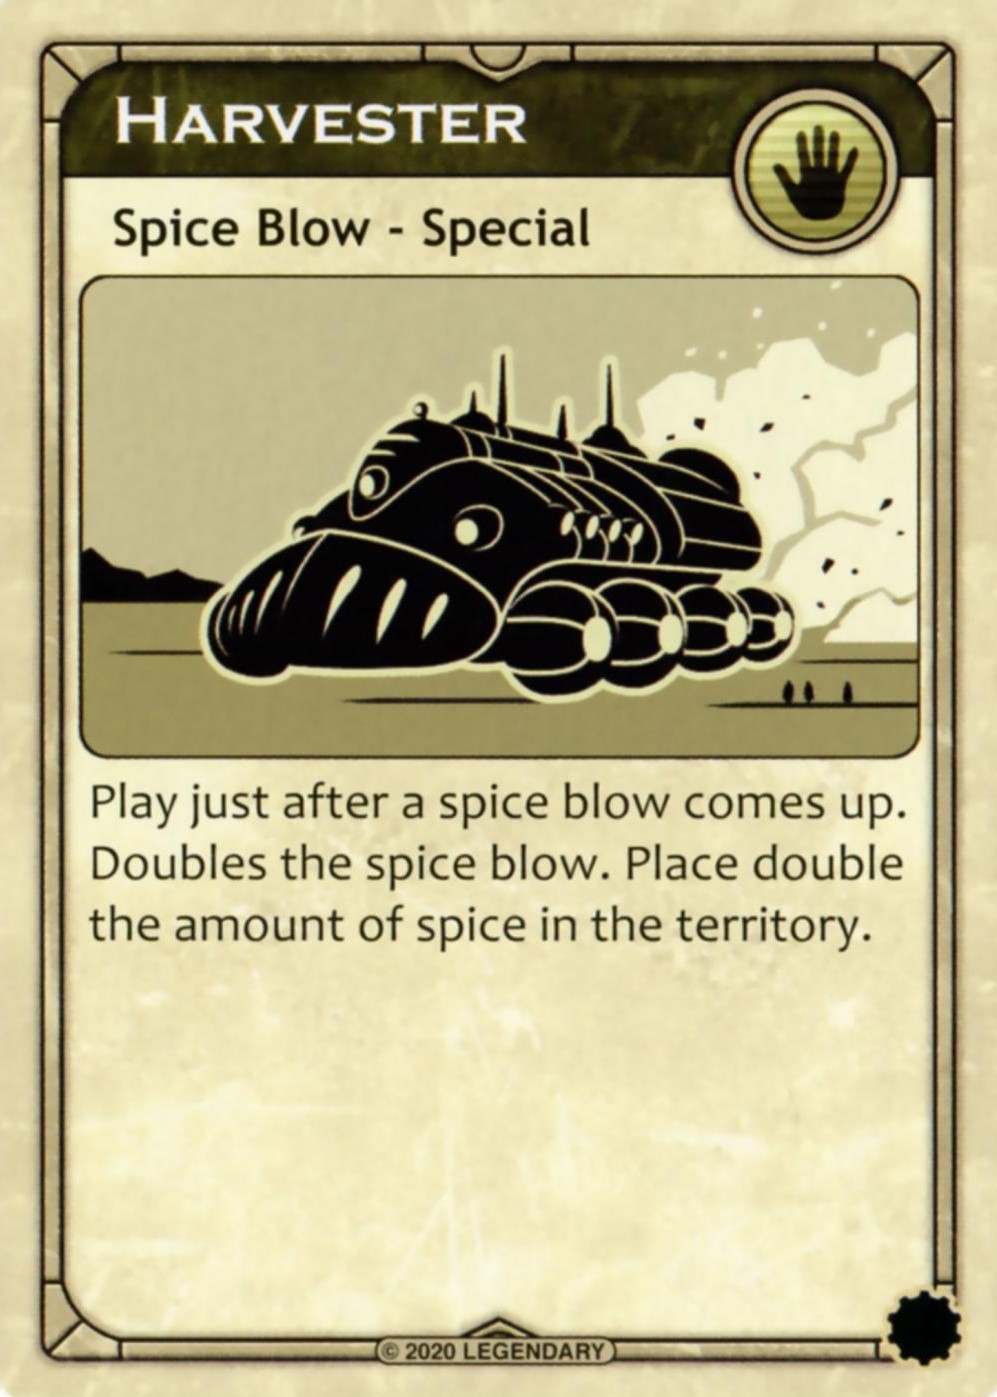 HARVESTER
Spice Blow - Special
Play just after a spice blow comes up.
Doubles the spice blow. Place double
the amount of spice in the territory.
© 2020 LEGENDARY